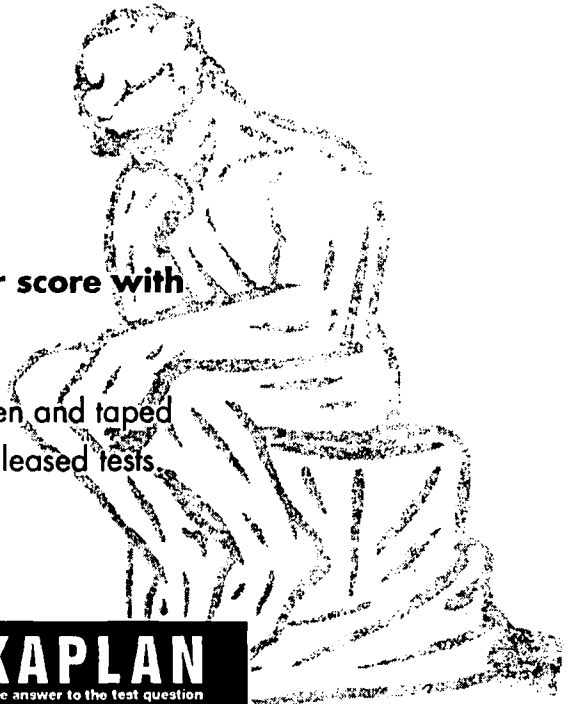 r score with
en and taped
leased tests.
KAPLAN
e answer to the test question